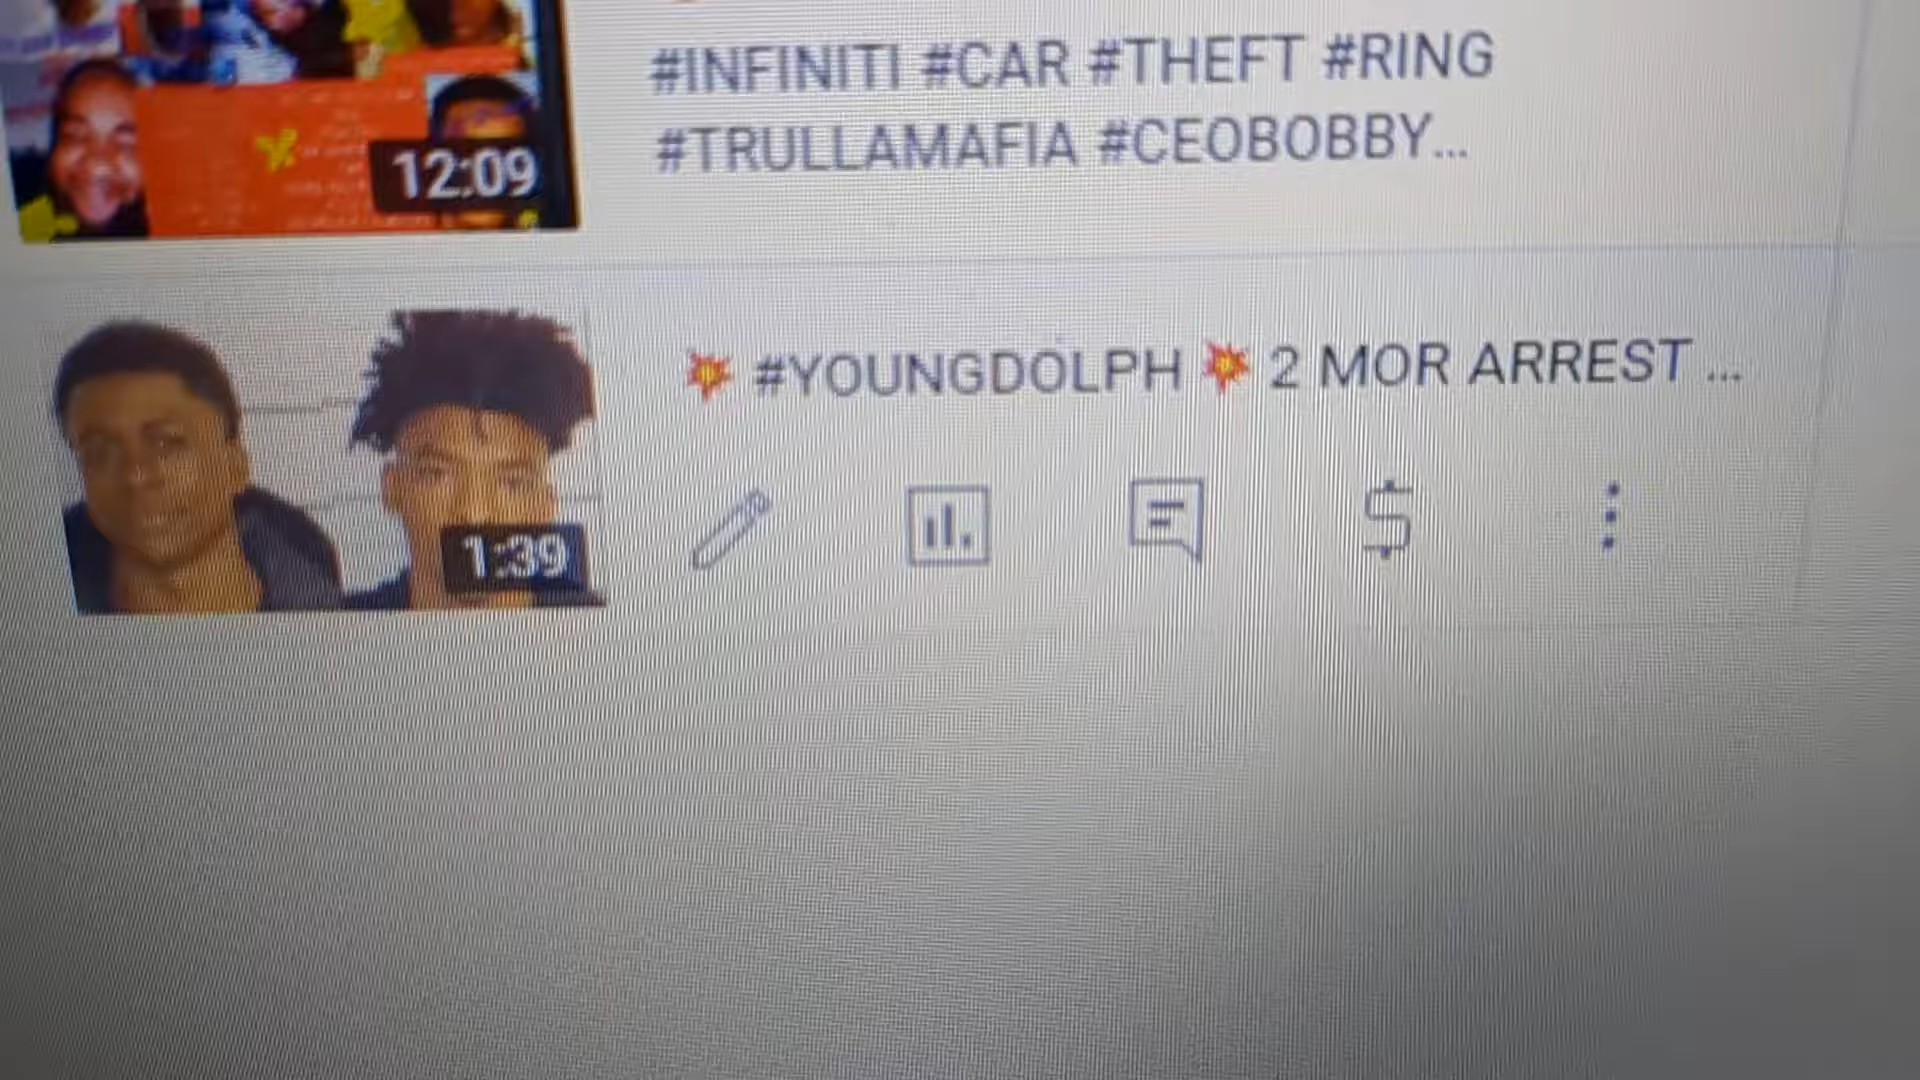 #INFINITI #CAR #THEFT #RING
#TRULLAMAFIA #CEOBOBBY...
12:09
💥 #YOUNGDOLPH 💥 2 MOR ARREST ...
1:39